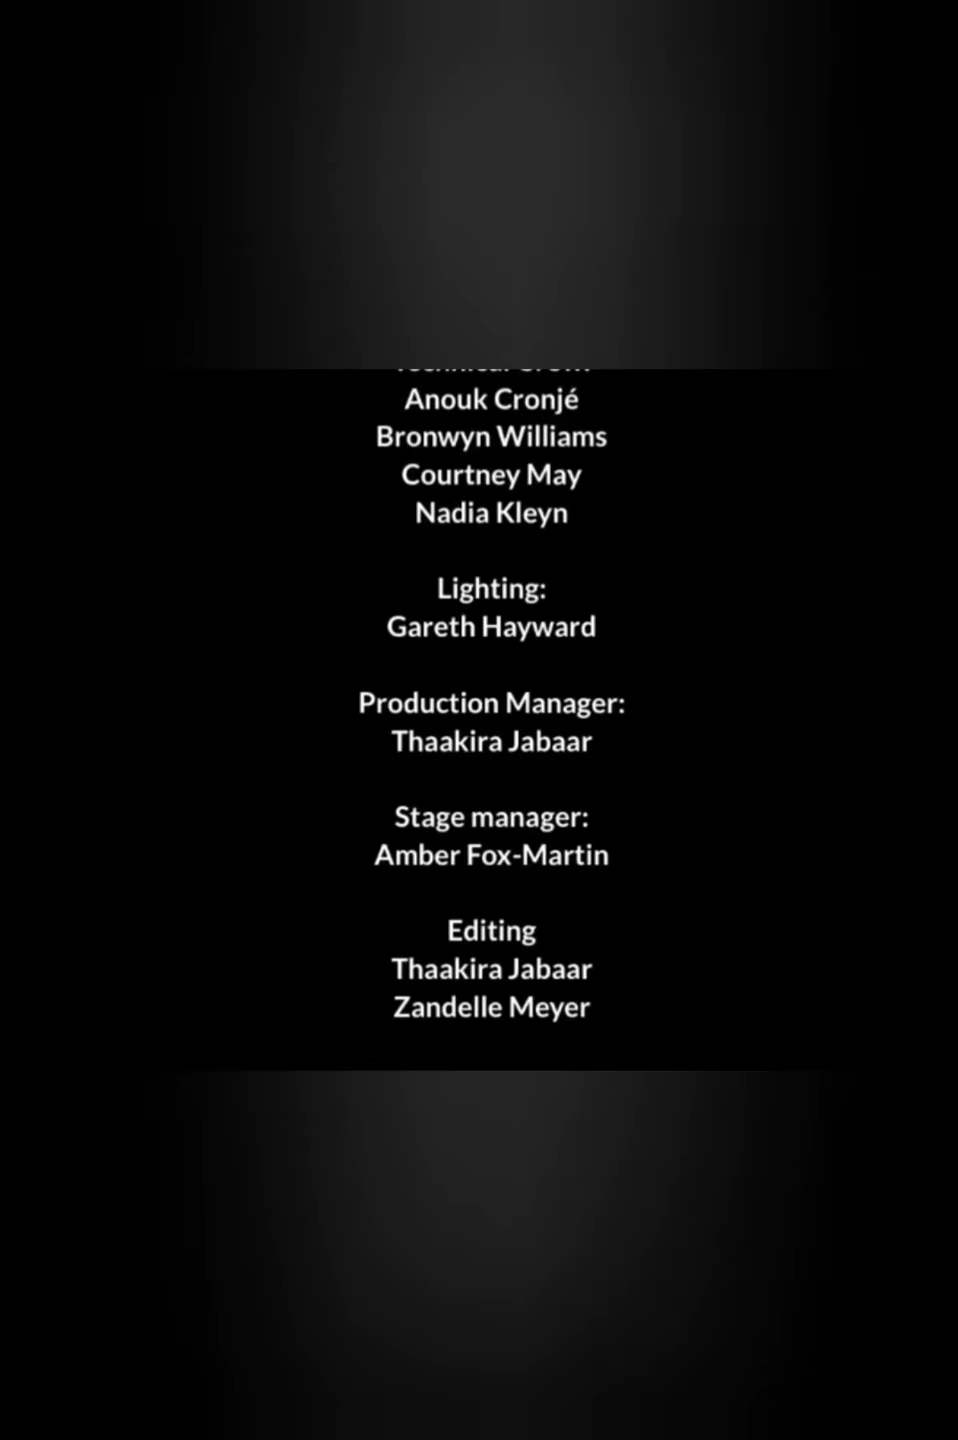 Anouk Cronjé
Bronwyn Williams
Courtney May
Nadia Kleyn
Lighting:
Gareth Hayward
Production Manager:
Thaakira Jabaar
Stage manager:
Amber Fox-Martin
Editing
Thaakira Jabaar
Zandelle Meyer